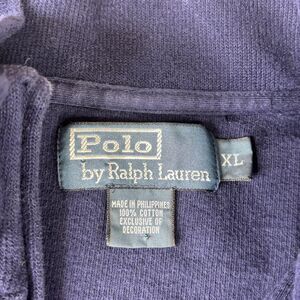 Polo
by Ralph Lauren
XL
MADE IN PHILIPPINES
100% COTTON
EXCLUSIVE OF
DECORATION